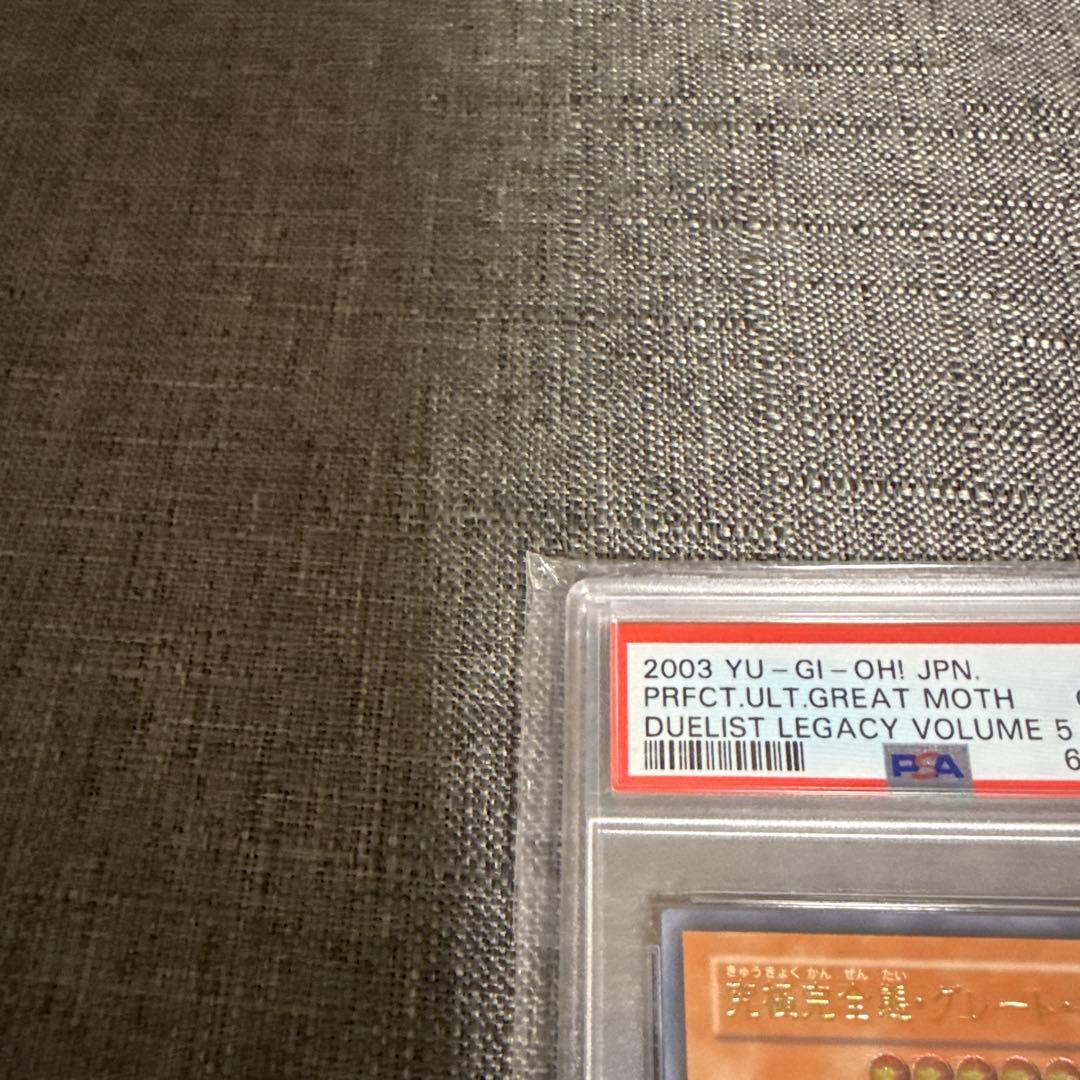 2003 YU-GI-OH! JPN.
PRFCT.ULT.GREAT MOTH
DUELIST LEGACY VOLUME 5
PSA
きゅうきょくかんぜんたい
究極完全態・グレート・